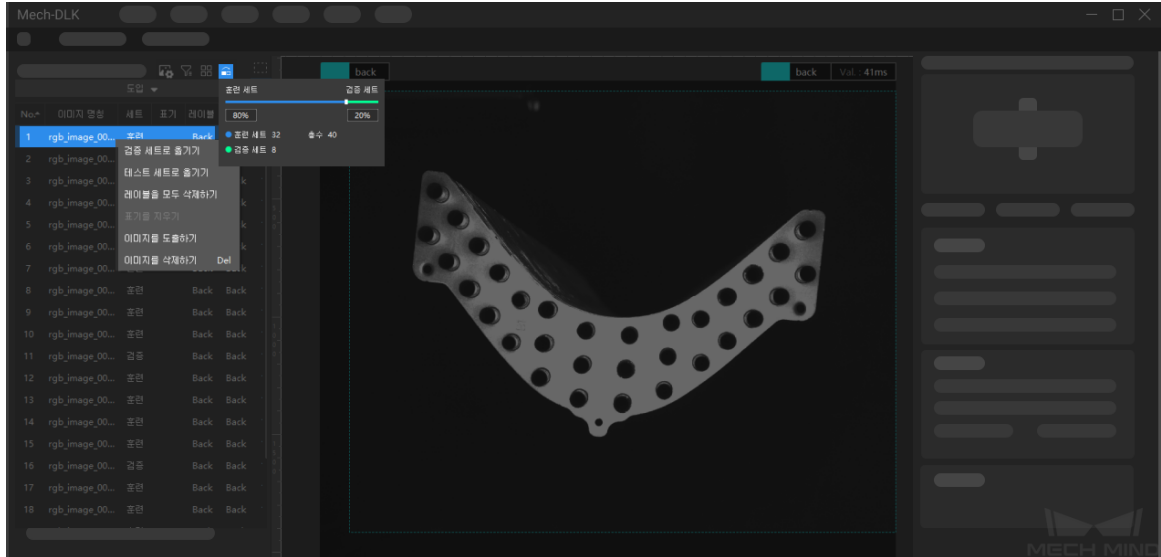 Mech-DLK
back
back Val.: 41ms
도입
훈련 세트 검증 세트
80% 20%
훈련 세트 32 총수 40
검증 세트 8
No. 이미지 명칭 세트 표기 레이블
1 rgb_image_00... 훈련 Back
검증 세트로 옮기기
테스트 세트로 옮기기
레이블을 모두 삭제하기
표기를 지우기
이미지를 도출하기
이미지를 삭제하기 Del
2 rgb_image_00...
3 rgb_image_00...
4 rgb_image_00...
5 rgb_image_00...
6 rgb_image_00...
7 rgb_image_00...
8 rgb_image_00... 훈련 Back Back
9 rgb_image_00... 훈련 Back Back
10 rgb_image_00... 훈련 Back Back
11 rgb_image_00... 검증 Back Back
12 rgb_image_00... 훈련 Back Back
13 rgb_image_00... 훈련 Back Back
14 rgb_image_00... 훈련 Back Back
15 rgb_image_00... 훈련 Back Back
16 rgb_image_00... 검증 Back Back
17 rgb_image_00... 훈련 Back Back
18 rgb_image_00... 훈련 Back Back
MECH MIND